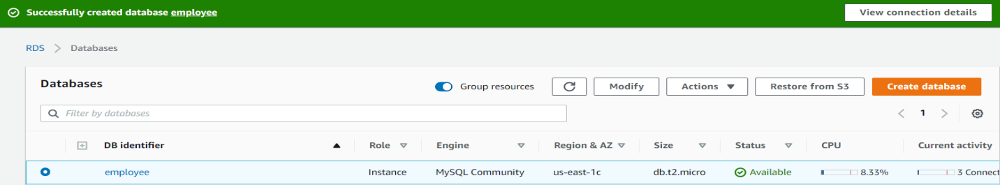 Successfully created database employee
View connection details
RDS > Databases
Databases
Group resources
Modify
Actions
Restore from S3
Create database
Filter by databases
1
DB identifier Role Engine Region & AZ Size Status CPU Current activity
employee Instance MySQL Community us-east-1c db.t2.micro Available 8.33% 3 Connect